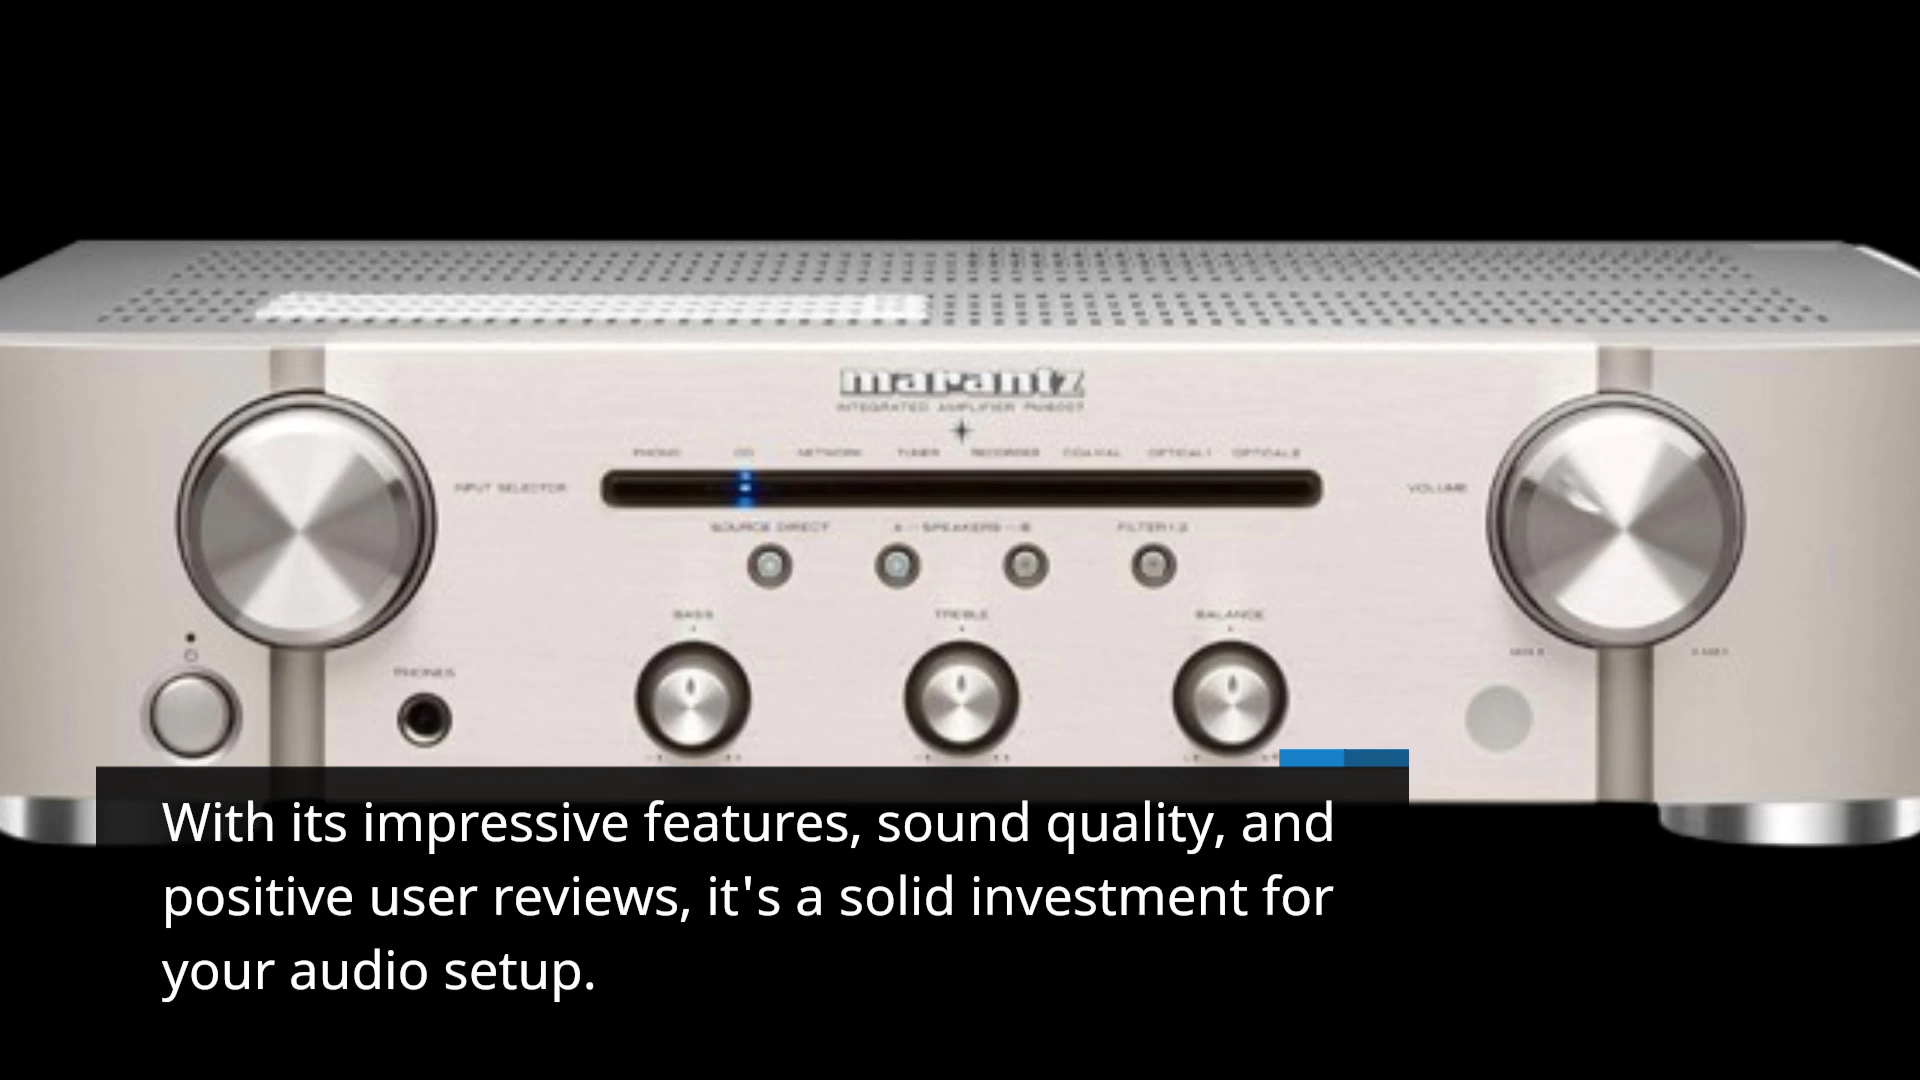 marantz
INTEGRATED AMPLIFIER PM6007
PHONO CD NETWORK TUNER RECORDER COAXIAL OPTICAL 1 OPTICAL 2
INPUT SELECTOR
VOLUME
SOURCE DIRECT A - SPEAKERS - B FILTER 1 2
BASS TREBLE BALANCE
PHONES
With its impressive features, sound quality, and
positive user reviews, it's a solid investment for
your audio setup.